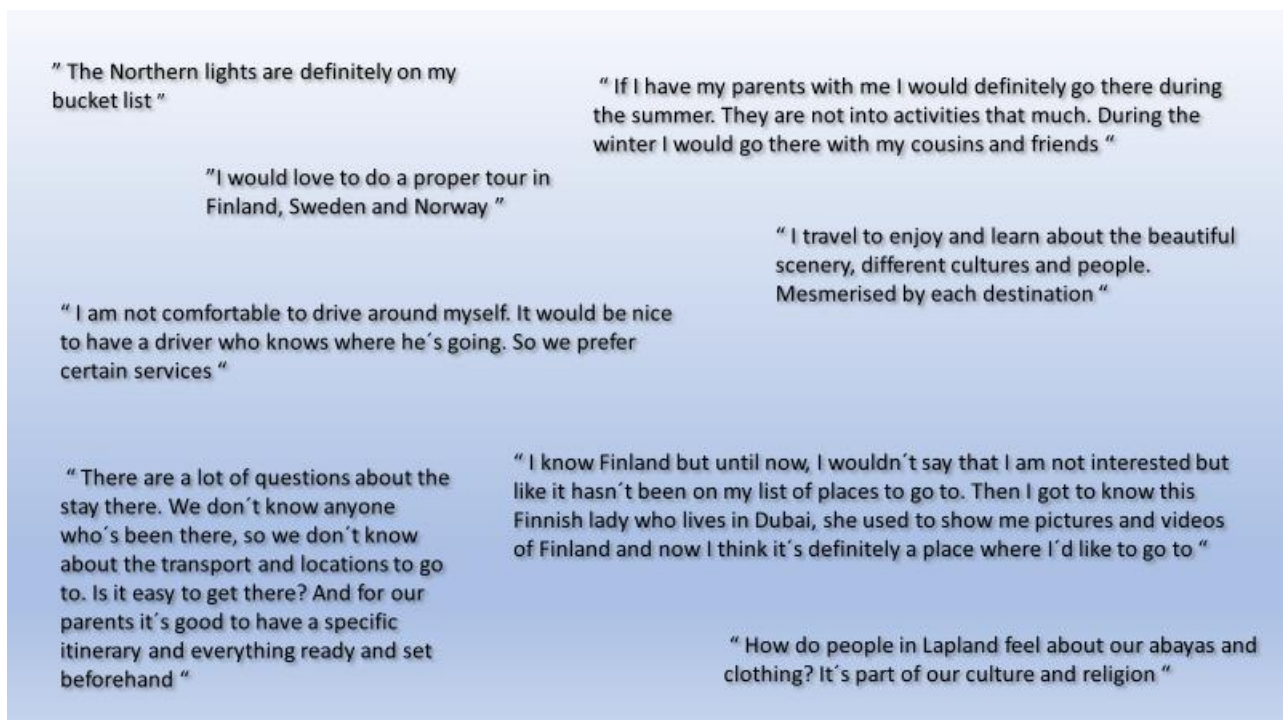 ” The Northern lights are definitely on my
bucket list ”
“ If I have my parents with me I would definitely go there during
the summer. They are not into activities that much. During the
winter I would go there with my cousins and friends “
”I would love to do a proper tour in
Finland, Sweden and Norway ”
“ I travel to enjoy and learn about the beautiful
scenery, different cultures and people.
Mesmerised by each destination “
“ I am not comfortable to drive around myself. It would be nice
to have a driver who knows where he´s going. So we prefer
certain services “
“ There are a lot of questions about the
stay there. We don´t know anyone
who´s been there, so we don´t know
about the transport and locations to go
to. Is it easy to get there? And for our
parents it´s good to have a specific
itinerary and everything ready and set
beforehand “
“ I know Finland but until now, I wouldn´t say that I am not interested but
like it hasn´t been on my list of places to go to. Then I got to know this
Finnish lady who lives in Dubai, she used to show me pictures and videos
of Finland and now I think it´s definitely a place where I´d like to go to “
“ How do people in Lapland feel about our abayas and
clothing? It´s part of our culture and religion “